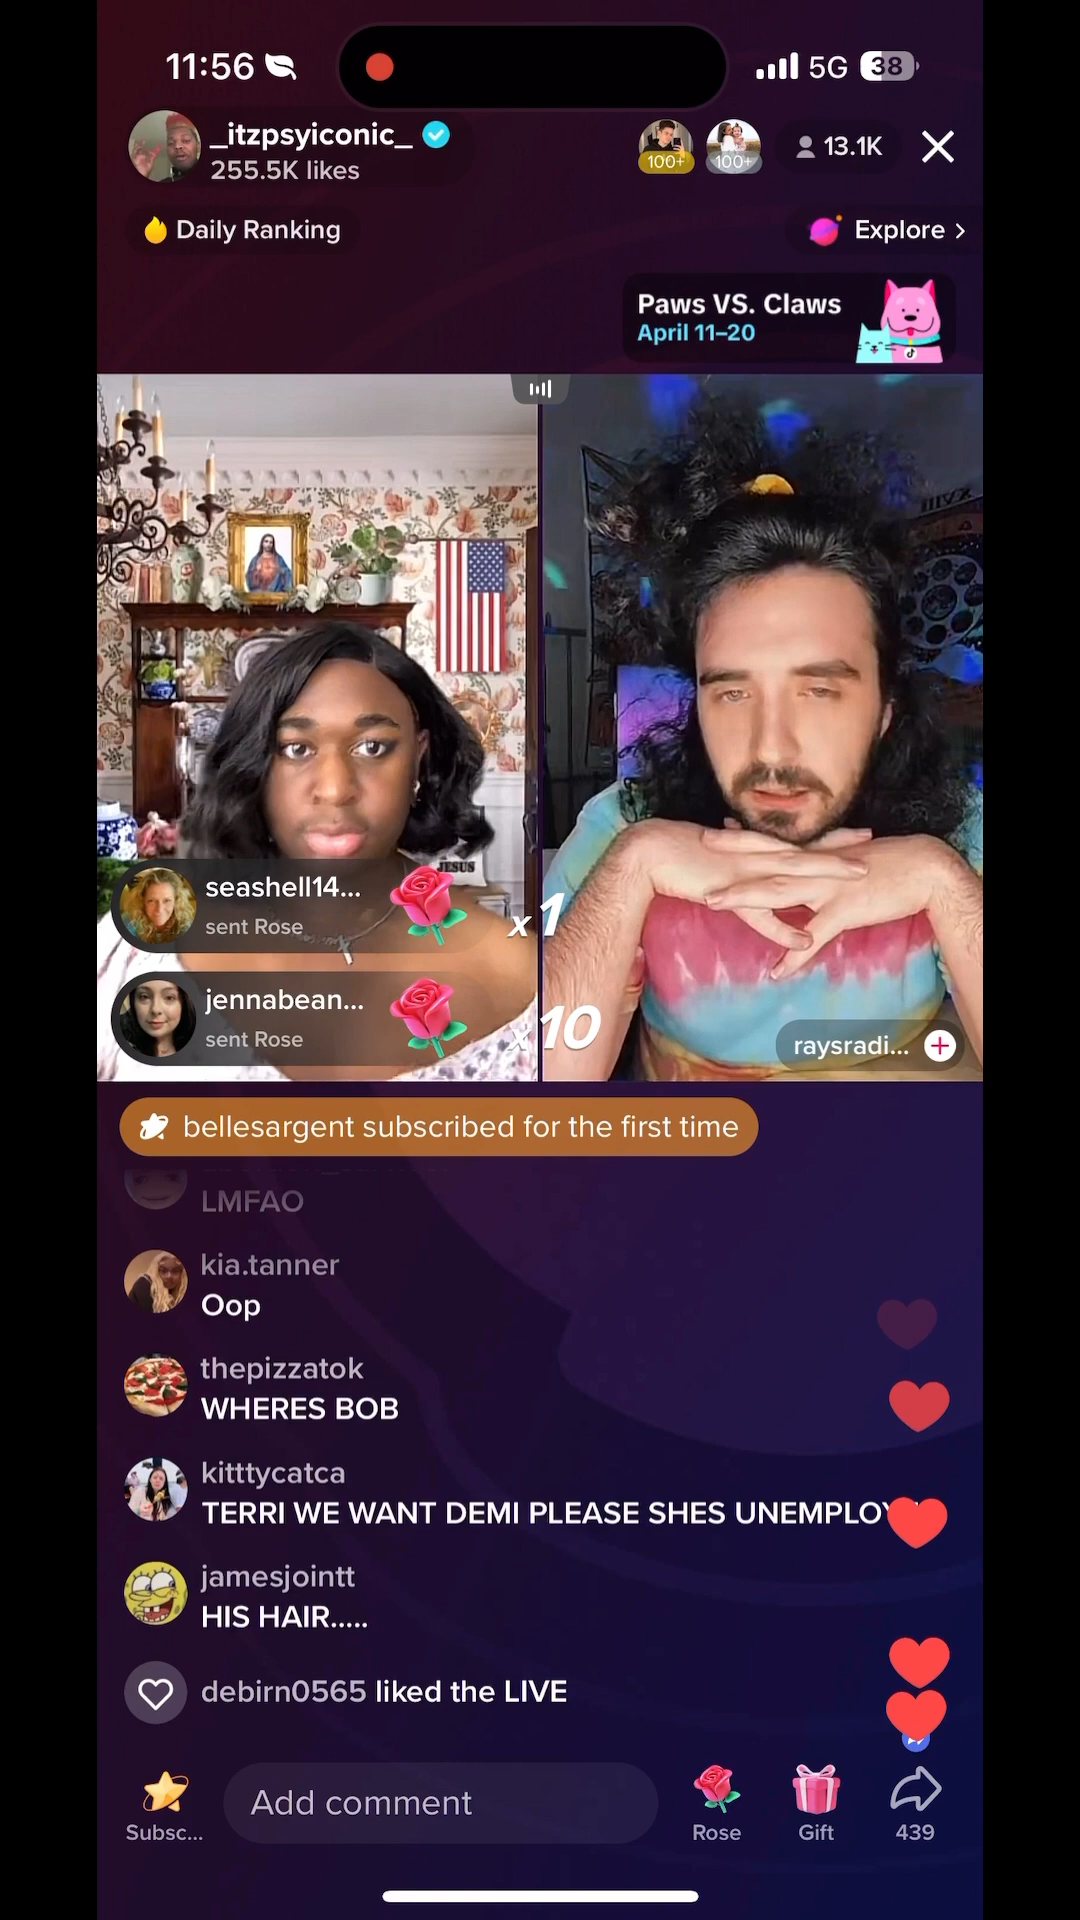 11:56
5G 38
_itzpsyiconic_
255.5K likes
100+
100+
13.1K
Daily Ranking
Explore >
Paws VS. Claws
April 11–20
XVIII
JESUS
seashell14...
sent Rose
x1
jennabean...
sent Rose
x10
raysradi...
bellesargent subscribed for the first time
LMFAO
kia.tanner
Oop
thepizzatok
WHERES BOB
kitttycatca
TERRI WE WANT DEMI PLEASE SHES UNEMPLOY
jamesjointt
HIS HAIR.....
debirn0565 liked the LIVE
Subsc...
Add comment
Rose
Gift
439